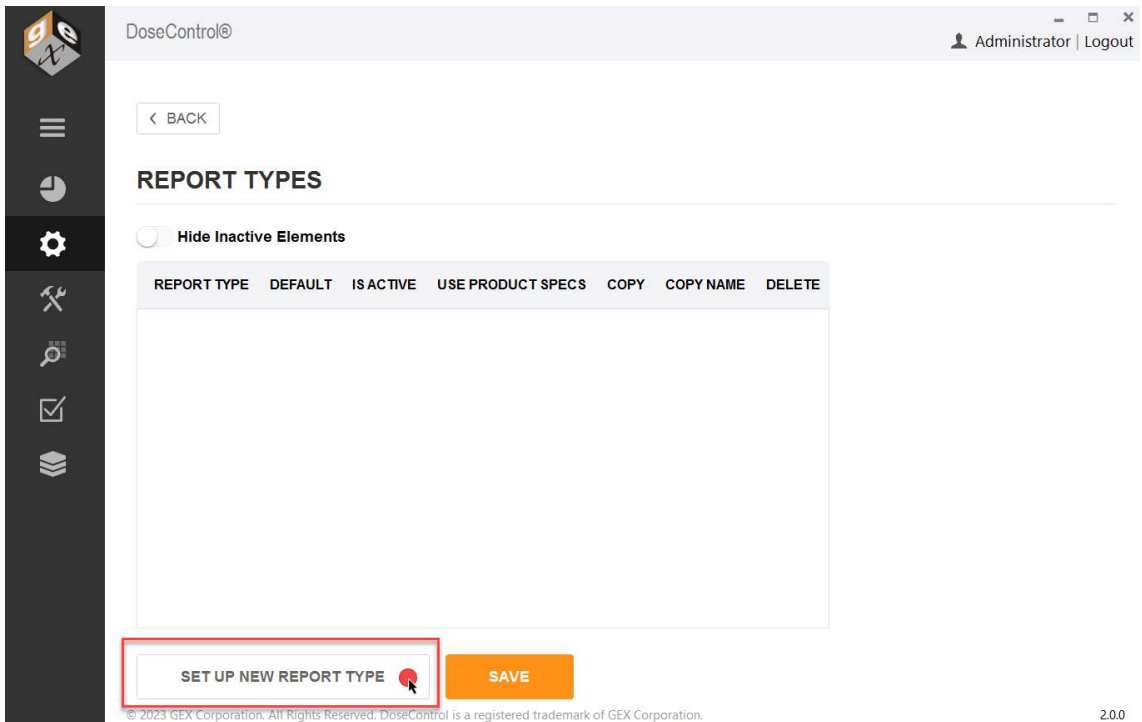 gex
DoseControl®
Administrator | Logout
BACK
REPORT TYPES
Hide Inactive Elements
REPORT TYPE DEFAULT IS ACTIVE USE PRODUCT SPECS COPY COPY NAME DELETE
SET UP NEW REPORT TYPE SAVE
© 2023 GEX Corporation. All Rights Reserved. DoseControl is a registered trademark of GEX Corporation. 2.0.0